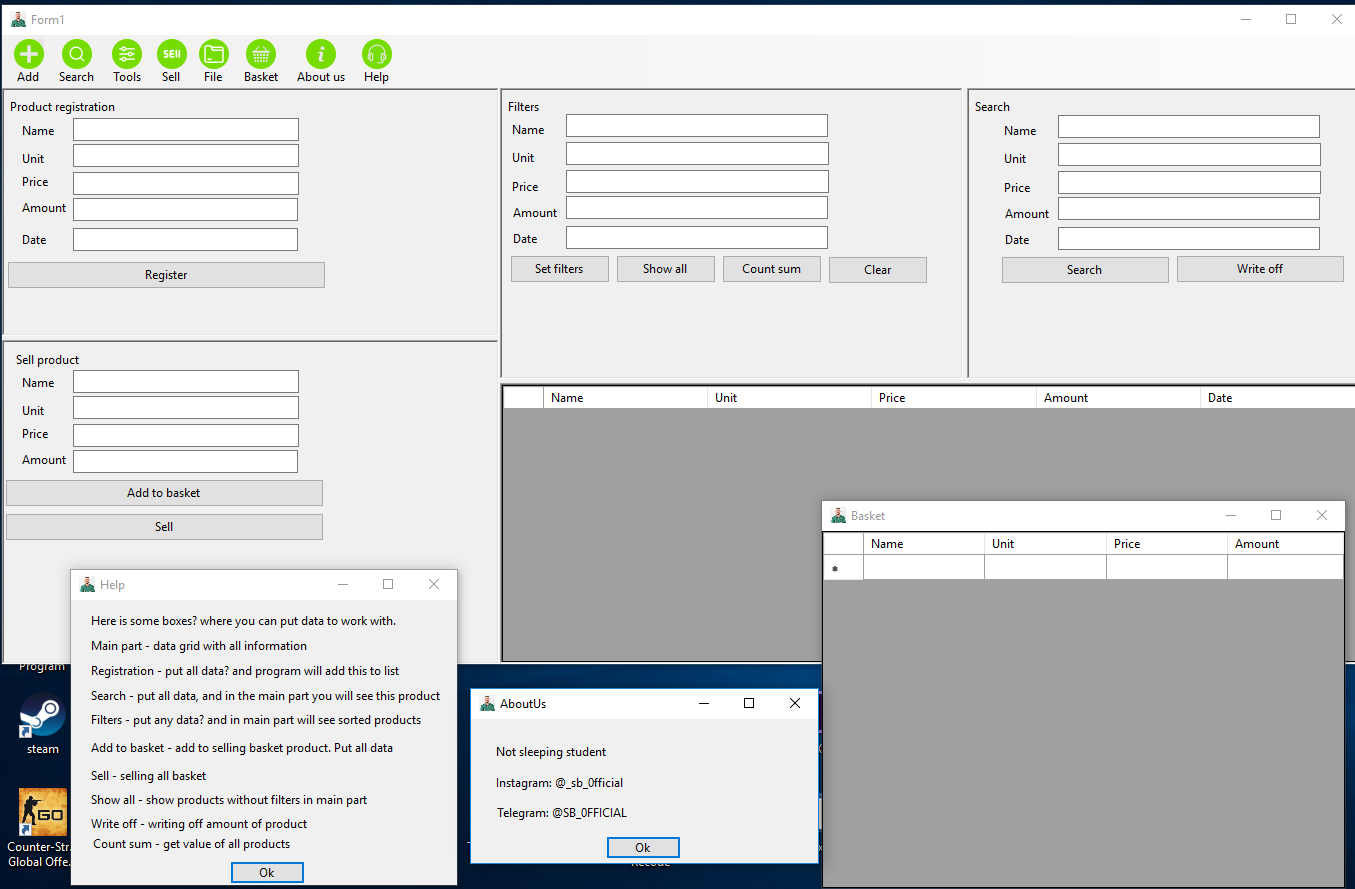 Form1
Add Search Tools Sell File Basket About us Help
SEll
Product registration
Name
Unit
Price
Amount
Date
Register
Filters
Name
Unit
Price
Amount
Date
Set filters Show all Count sum Clear
Search
Name
Unit
Price
Amount
Date
Search Write off
Sell product
Name
Unit
Price
Amount
Add to basket
Sell
Name Unit Price Amount Date
Basket
Name Unit Price Amount
Help
Here is some boxes? where you can put data to work with.
Main part - data grid with all information
Registration - put all data? and program will add this to list
Search - put all data, and in the main part you will see this product
Filters - put any data? and in main part will see sorted products
Add to basket - add to selling basket product. Put all data
Sell - selling all basket
Show all - show products without filters in main part
Write off - writing off amount of product
Count sum - get value of all products
Ok
AboutUs
Not sleeping student
Instagram: @_sb_0fficial
Telegram: @SB_0FFICIAL
Ok
Program
steam
GO
Counter-Str...
Global Offe...